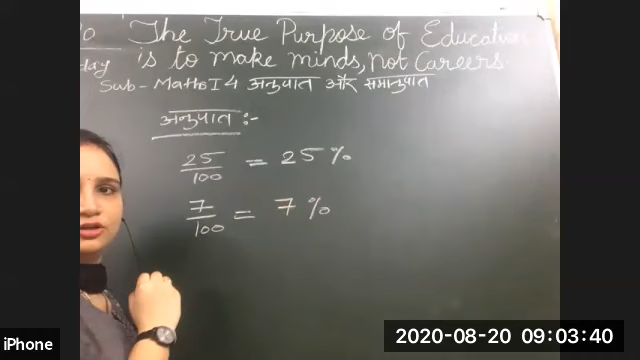 The True Purpose of Education
is to make minds, not Careers
Sub - Maths I 4 अनुपात और समानुपात
अनुपात :-
25/100 = 25 %
7/100 = 7 %
iPhone
2020-08-20 09:03:40